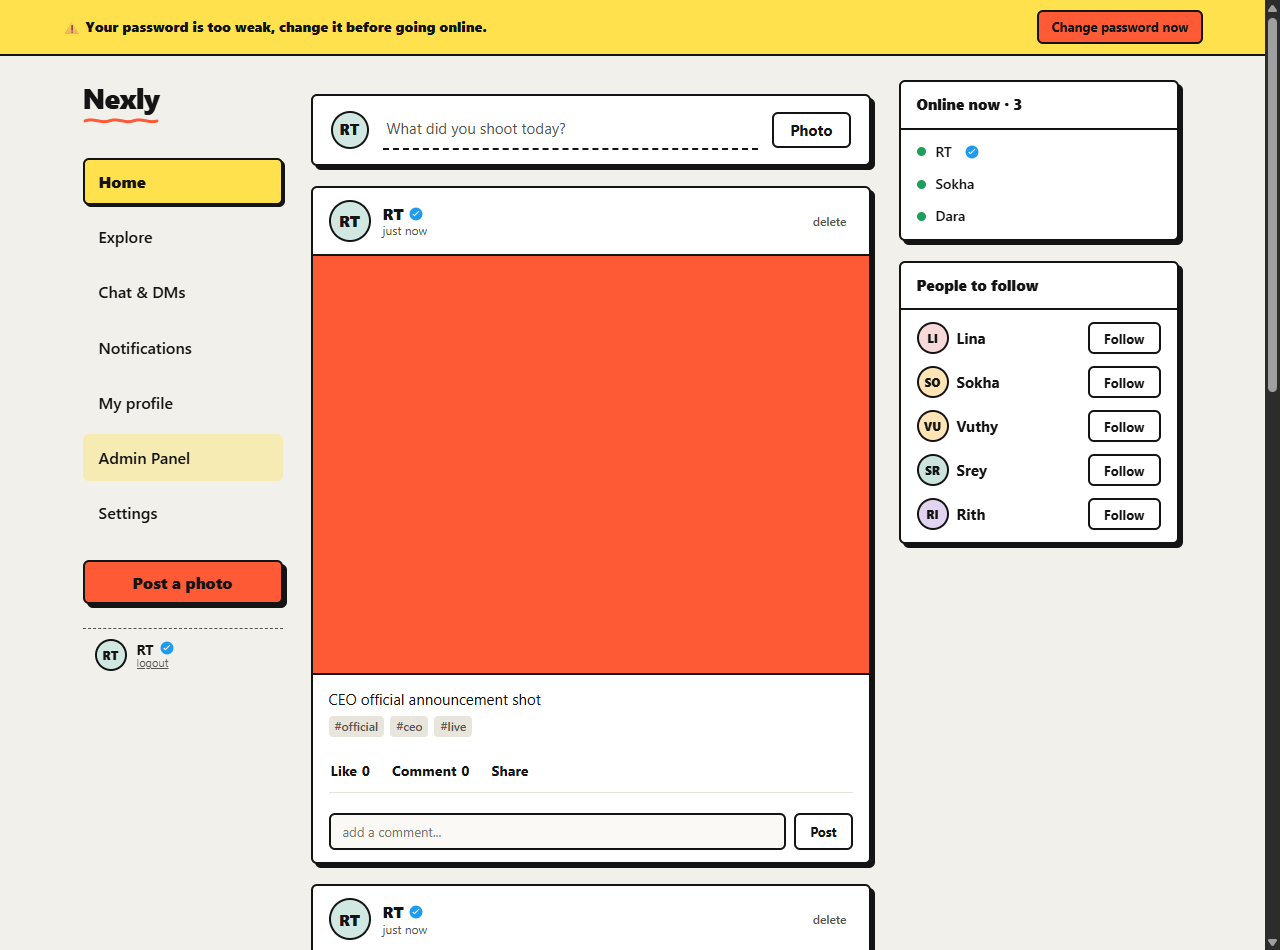 ⚠️ Your password is too weak, change it before going online.
Change password now
Nexly
Home
Explore
Chat & DMs
Notifications
My profile
Admin Panel
Settings
Post a photo
RT
RT
logout
RT
What did you shoot today?
Photo
RT
RT
just now
delete
CEO official announcement shot
#official #ceo #live
Like 0 Comment 0 Share
add a comment...
Post
RT
RT
just now
delete
Online now · 3
RT
Sokha
Dara
People to follow
LI Lina Follow
SO Sokha Follow
VU Vuthy Follow
SR Srey Follow
RI Rith Follow